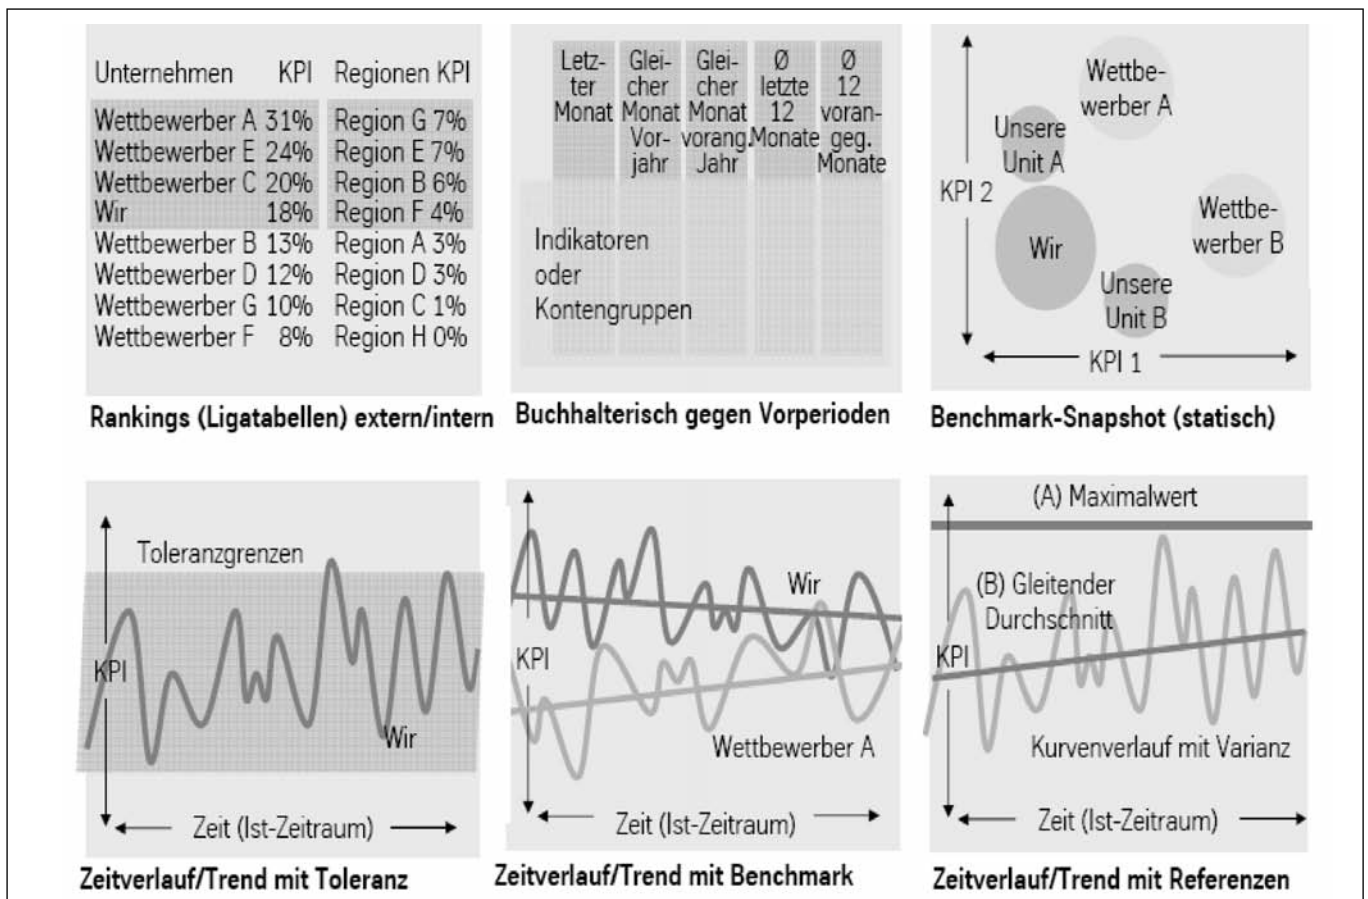 Unternehmen KPI Regionen KPI
Wettbewerber A 31% Region G 7%
Wettbewerber E 24% Region E 7%
Wettbewerber C 20% Region B 6%
Wir 18% Region F 4%
Wettbewerber B 13% Region A 3%
Wettbewerber D 12% Region D 3%
Wettbewerber G 10% Region C 1%
Wettbewerber F 8% Region H 0%
Rankings (Ligatabellen) extern/intern
Letz-
ter
Monat
Glei-
cher
Monat
Vor-
jahr
Glei-
cher
Monat
vorang.
Jahr
Ø
letzte
12
Monate
Ø
12
voran-
geg.
Monate
Indikatoren
oder
Kontengruppen
Buchhalterisch gegen Vorperioden
Wettbe-
werber A
Unsere
Unit A
KPI 2
Wettbe-
werber B
Wir
Unsere
Unit B
KPI 1
Benchmark-Snapshot (statisch)
Toleranzgrenzen
KPI
Wir
Zeit (Ist-Zeitraum)
Zeitverlauf/Trend mit Toleranz
Wir
KPI
Wettbewerber A
Zeit (Ist-Zeitraum)
Zeitverlauf/Trend mit Benchmark
(A) Maximalwert
(B) Gleitender
Durchschnitt
KPI
Kurvenverlauf mit Varianz
Zeit (Ist-Zeitraum)
Zeitverlauf/Trend mit Referenzen